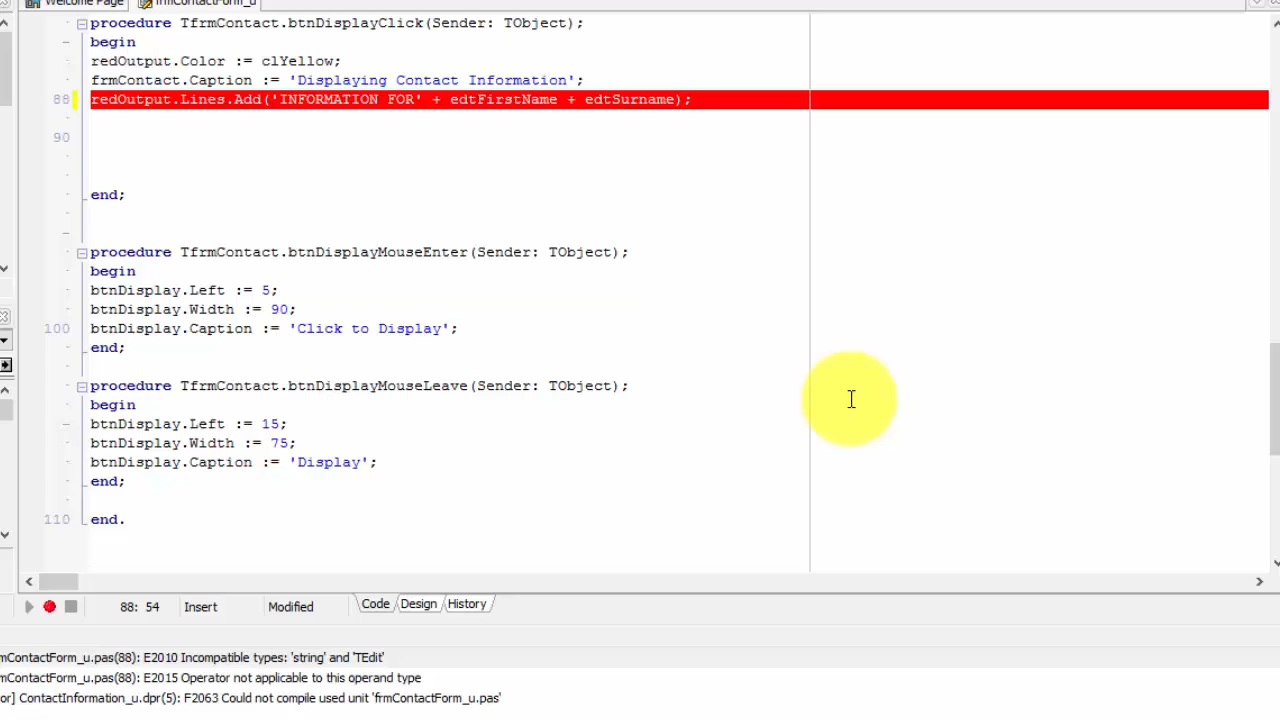 Welcome Page frmContactForm_u
procedure TfrmContact.btnDisplayClick(Sender: TObject);
begin
redOutput.Color := clYellow;
frmContact.Caption := 'Displaying Contact Information';
88 redOutput.Lines.Add('INFORMATION FOR' + edtFirstName + edtSurname);
90
end;
procedure TfrmContact.btnDisplayMouseEnter(Sender: TObject);
begin
btnDisplay.Left := 5;
btnDisplay.Width := 90;
100 btnDisplay.Caption := 'Click to Display';
end;
procedure TfrmContact.btnDisplayMouseLeave(Sender: TObject);
begin
btnDisplay.Left := 15;
btnDisplay.Width := 75;
btnDisplay.Caption := 'Display';
end;
110 end.
88: 54 Insert Modified Code Design History
mContactForm_u.pas(88): E2010 Incompatible types: 'string' and 'TEdit'
mContactForm_u.pas(88): E2015 Operator not applicable to this operand type
or] ContactInformation_u.dpr(5): F2063 Could not compile used unit 'frmContactForm_u.pas'